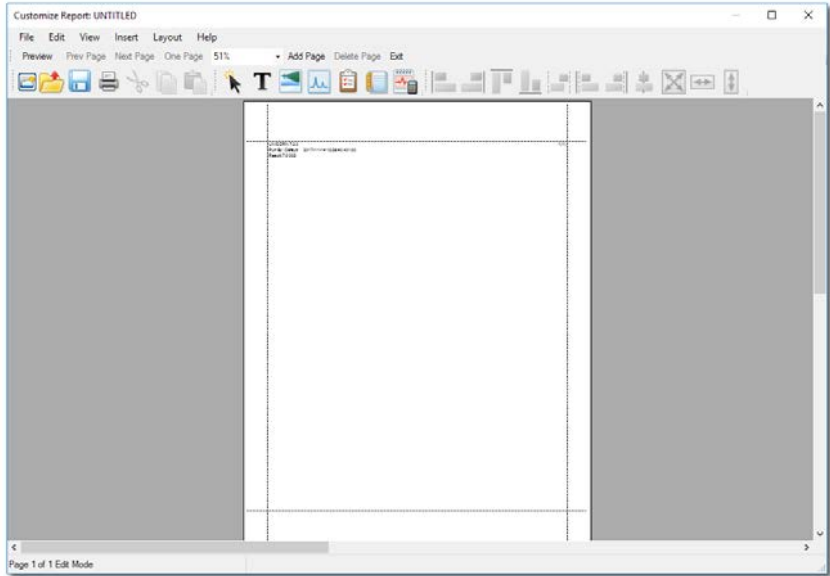 Customize Report: UNTITLED
File Edit View Insert Layout Help
Preview Prev Page Next Page One Page 51% Add Page Delete Page Exit
T
Page 1 of 1 Edit Mode